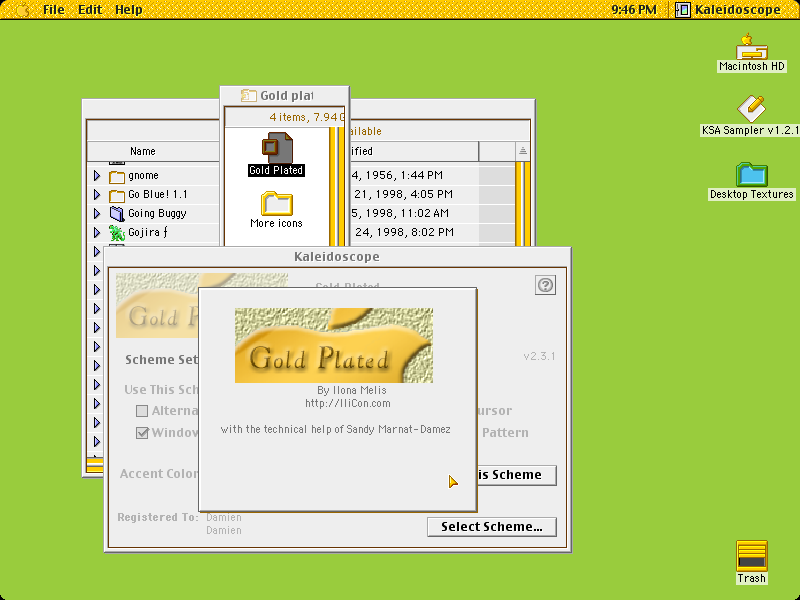 File Edit Help
9:46 PM
Kaleidoscope
Macintosh HD
KSA Sampler v1.2.1
Desktop Textures
Trash
Gold plat
4 items, 7.94 G
Gold Plated
More icons
ailable
Name
ified
gnome
4, 1956, 1:44 PM
Go Blue! 1.1
21, 1998, 4:05 PM
Going Buggy
5, 1998, 11:02 AM
Gojira ƒ
24, 1998, 8:02 PM
Kaleidoscope
Gold Plated
Gold P
v2.3.1
Scheme Set
Use This Sch
Alterna
ursor
Window
Pattern
Accent Color
is Scheme
Registered To: Damien
Damien
Select Scheme...
Gold Plated
By Ilona Melis
http://IliCon.com
with the technical help of Sandy Marnat-Damez